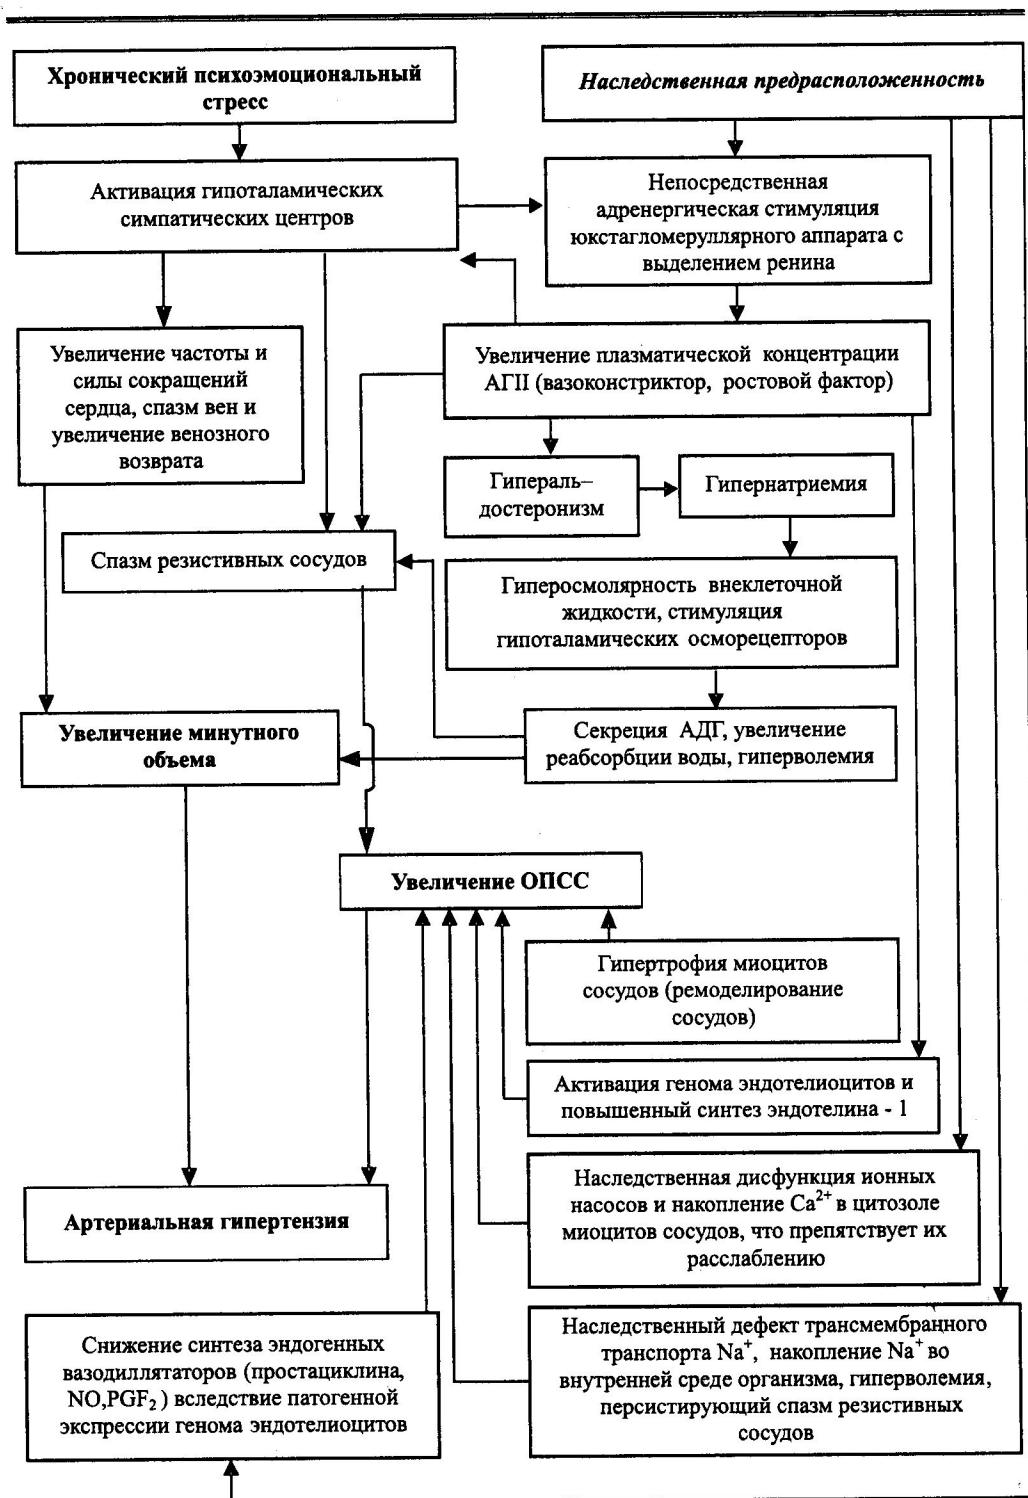 Хронический психоэмоциональный
стресс
Наследственная предрасположенность
Активация гипоталамических
симпатических центров
Непосредственная
адренергическая стимуляция
юкстагломеруллярного аппарата с
выделением ренина
Увеличение частоты и
силы сокращений
сердца, спазм вен и
увеличение венозного
возврата
Увеличение плазматической концентрации
АГII (вазоконстриктор, ростовой фактор)
Гипераль–
достеронизм
Гипернатриемия
Спазм резистивных сосудов
Гиперосмолярность внеклеточной
жидкости, стимуляция
гипоталамических осморецепторов
Увеличение минутного
объема
Секреция АДГ, увеличение
реабсорбции воды, гиперволемия
Увеличение ОПСС
Гипертрофия миоцитов
сосудов (ремоделирование
сосудов)
Активация генома эндотелиоцитов и
повышенный синтез эндотелина - 1
Наследственная дисфункция ионных
насосов и накопление Ca²⁺ в цитозоле
миоцитов сосудов, что препятствует их
расслаблению
Артериальная гипертензия
Снижение синтеза эндогенных
вазодиллятаторов (простациклина,
NO,PGF₂ ) вследствие патогенной
экспрессии генома эндотелиоцитов
Наследственный дефект трансмембранного
транспорта Na⁺, накопление Na⁺ во
внутренней среде организма, гиперволемия,
персистирующий спазм резистивных
сосудов